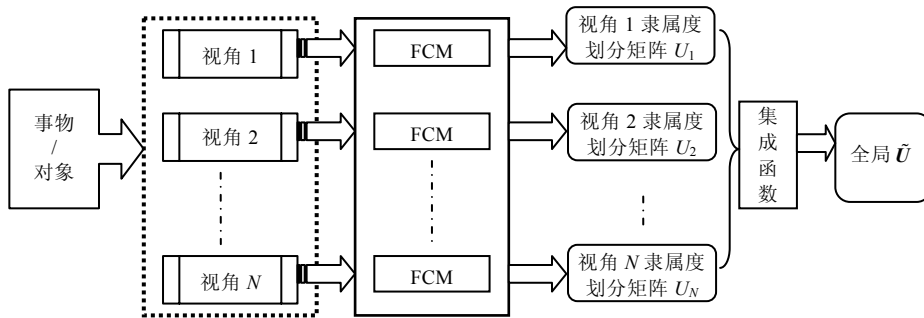 事物
/
对象
视角 1
视角 2
视角 N
FCM
FCM
FCM
视角 1 隶属度
划分矩阵 U₁
视角 2 隶属度
划分矩阵 U₂
视角 N 隶属度
划分矩阵 U_N
集
成
函
数
全局 Ũ